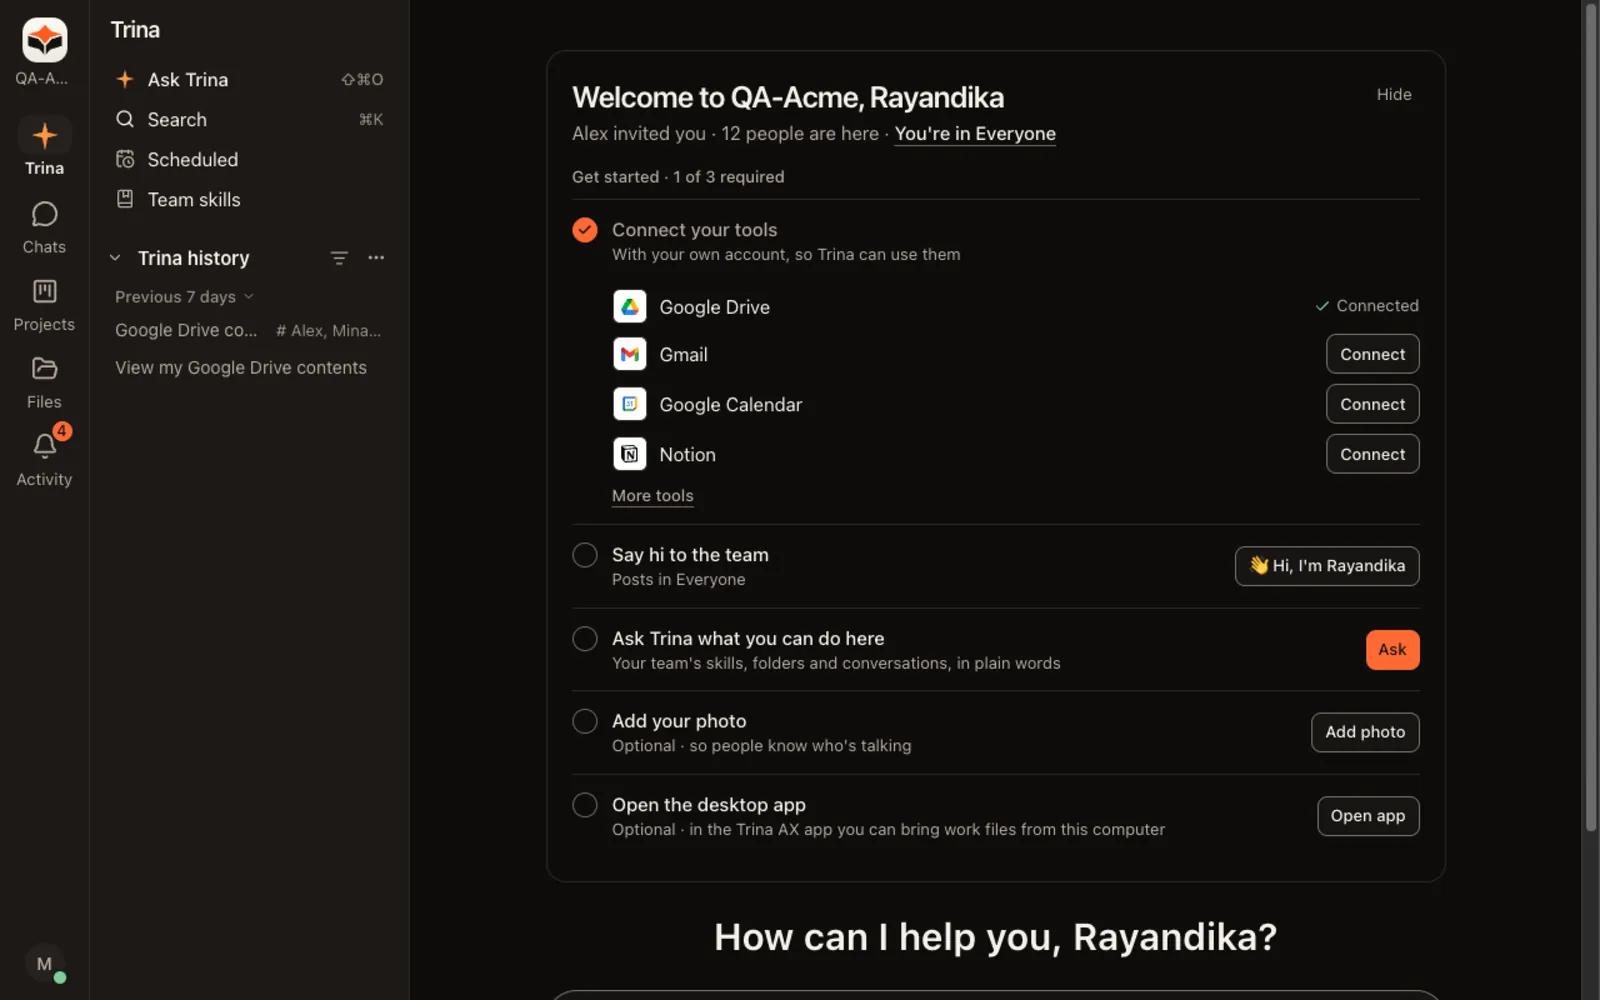 QA-A...
Trina
Chats
Projects
Files
4
Activity
M
Trina
Ask Trina ⇧⌘O
Search ⌘K
Scheduled
Team skills
Trina history
Previous 7 days
Google Drive co... # Alex, Mina...
View my Google Drive contents
Welcome to QA-Acme, Rayandika
Hide
Alex invited you · 12 people are here · You're in Everyone
Get started · 1 of 3 required
Connect your tools
With your own account, so Trina can use them
Google Drive Connected
Gmail Connect
31
Google Calendar Connect
Notion Connect
More tools
Say hi to the team
Posts in Everyone
👋 Hi, I'm Rayandika
Ask Trina what you can do here
Your team's skills, folders and conversations, in plain words
Ask
Add your photo
Optional · so people know who's talking
Add photo
Open the desktop app
Optional · in the Trina AX app you can bring work files from this computer
Open app
How can I help you, Rayandika?